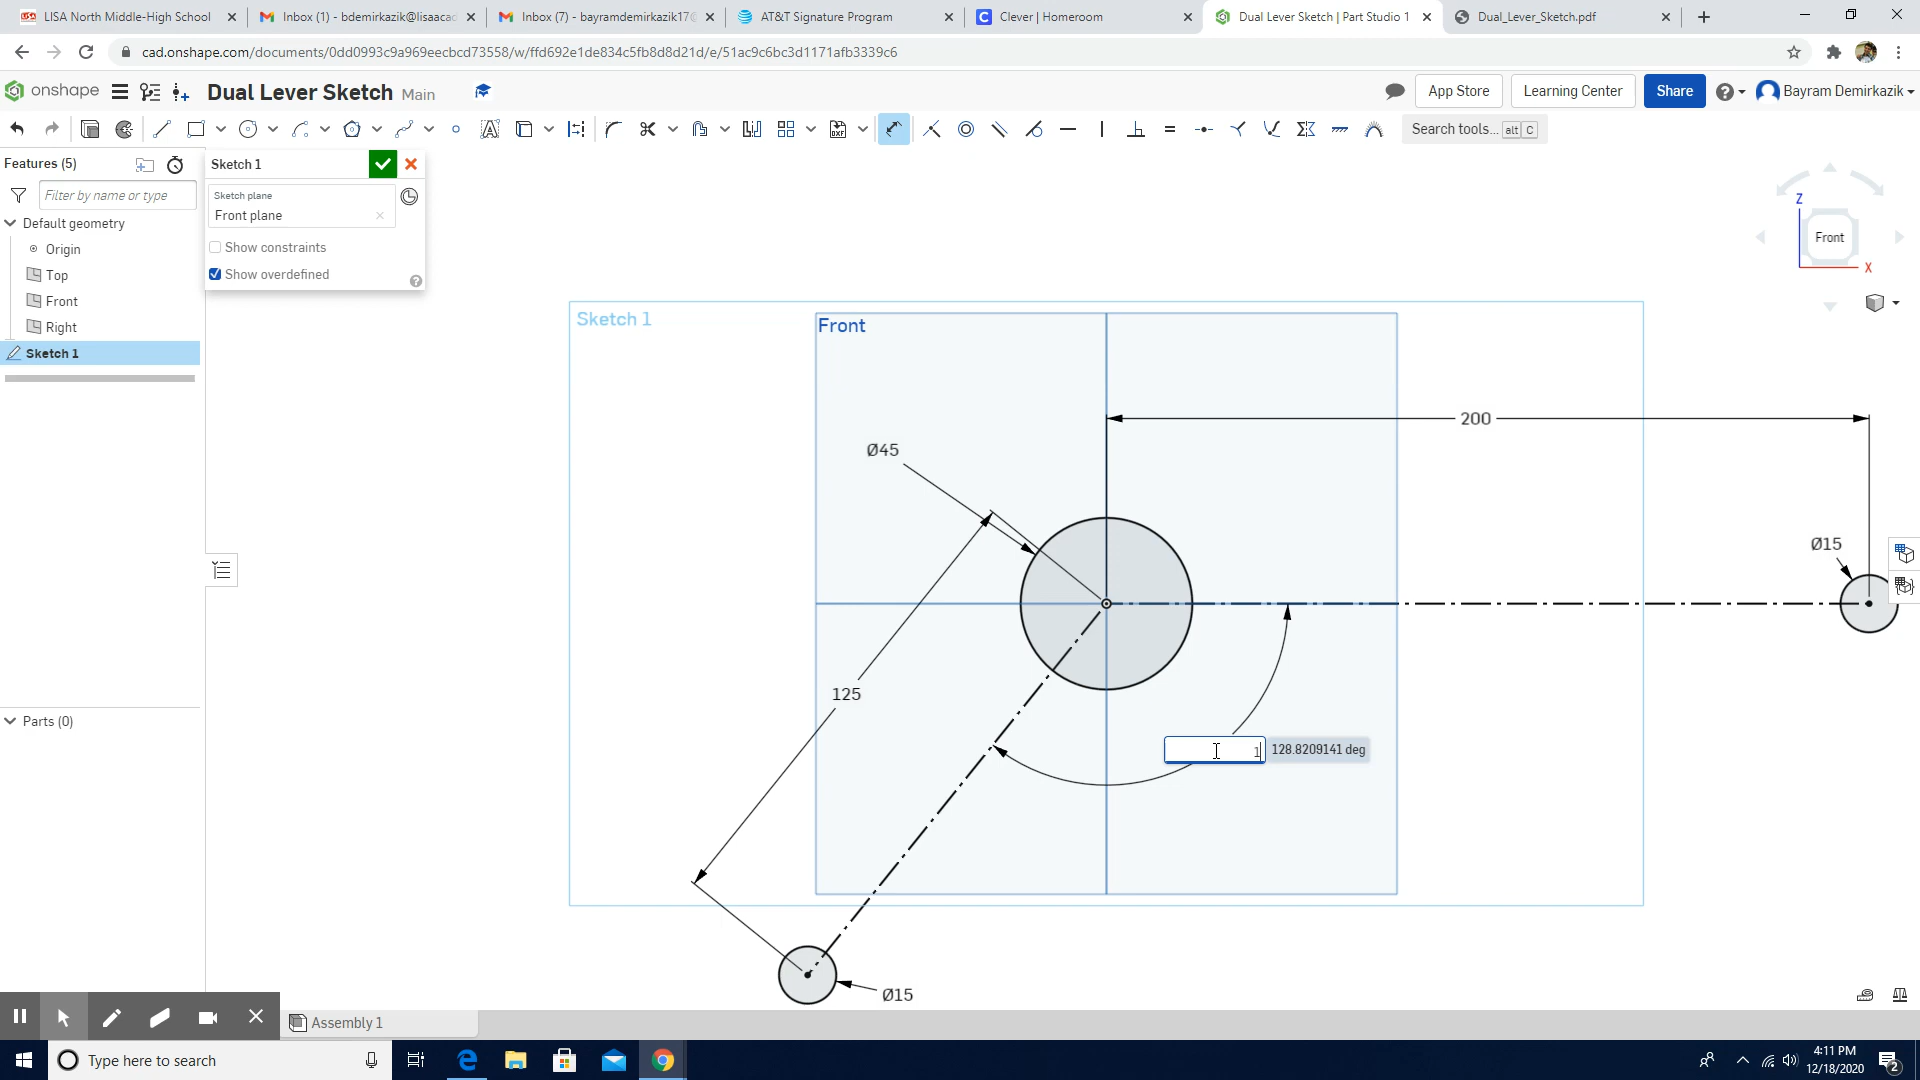 LISA North Middle-High School
Inbox (1) - bdemirkazik@lisaacad
Inbox (7) - bayramdemirkazik17@
AT&T Signature Program
Clever | Homeroom
Dual Lever Sketch | Part Studio 1
Dual_Lever_Sketch.pdf
cad.onshape.com/documents/0dd0993c9a969eecbcd73558/w/ffd692e1de834c5fb8d8d21d/e/51ac9c6bc3d1171afb3339c6
onshape
Dual Lever Sketch Main
App Store
Learning Center
Share
Bayram Demirkazik
Search tools... alt C
Features (5)
Filter by name or type
Default geometry
Origin
Top
Front
Right
Sketch 1
Parts (0)
Sketch 1
Sketch plane
Front plane
Show constraints
Show overdefined
Z
Front
X
Sketch 1
Front
200
Ø45
Ø15
125
1 128.8209141 deg
Ø15
Assembly 1
Type here to search
4:11 PM
12/18/2020
2